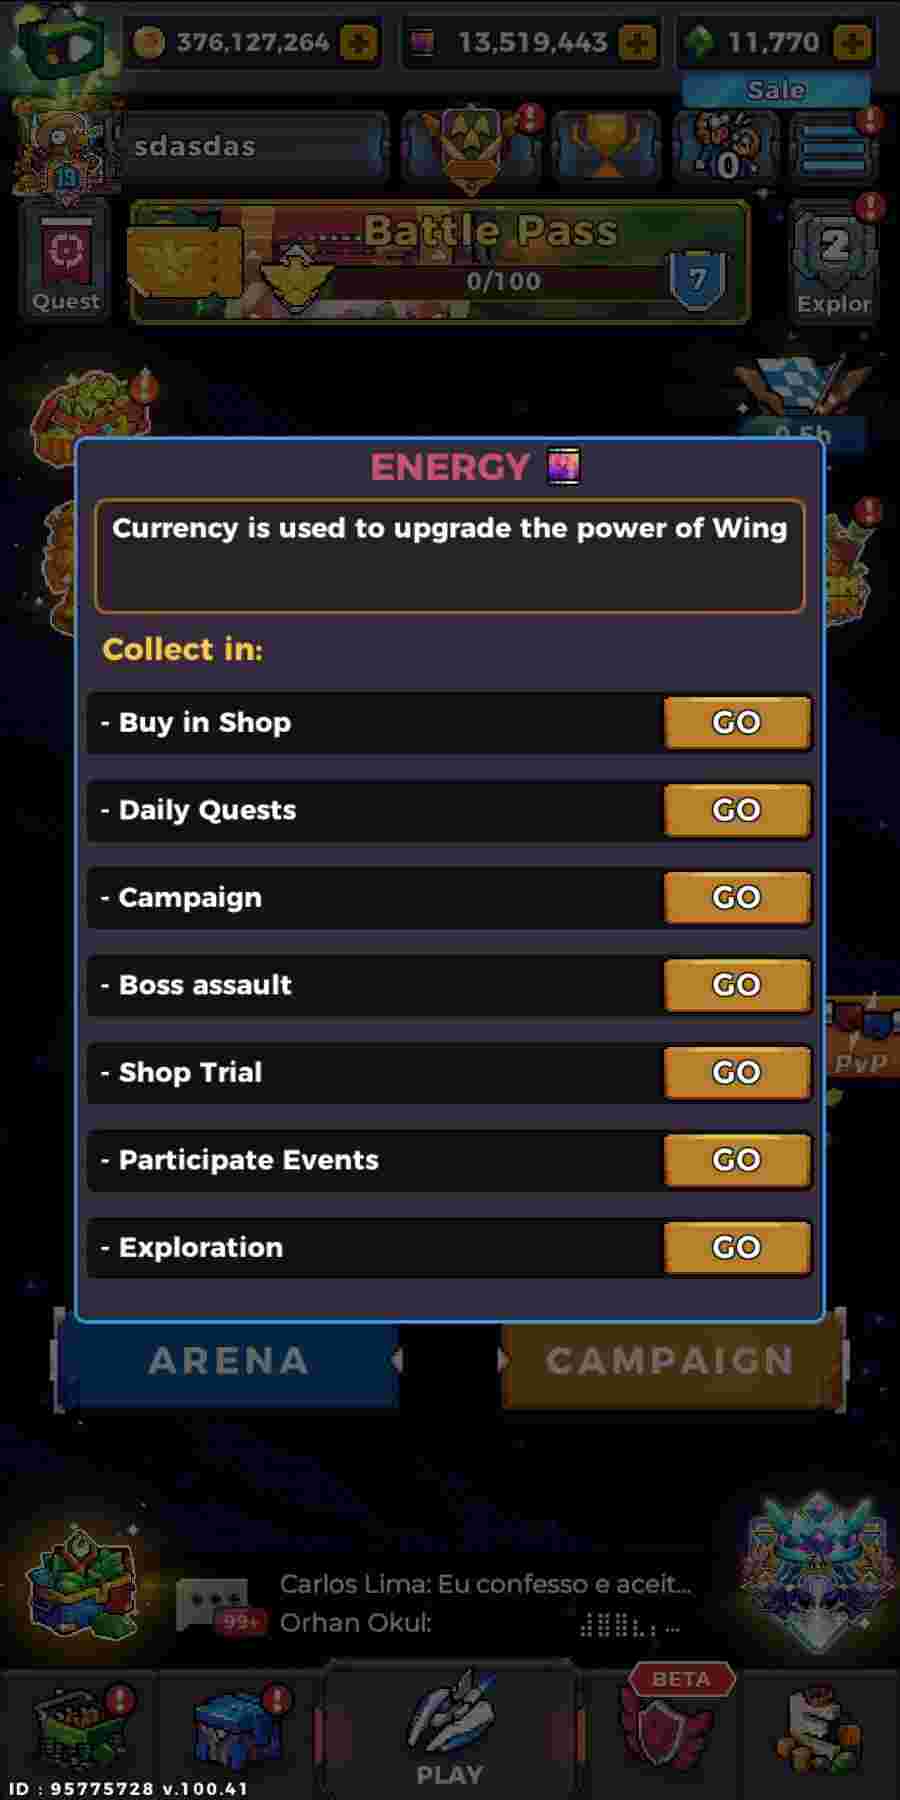 376,127,264
13,519,443
11,770
Sale
sdasdas
0
19
Battle Pass
2
Quest
0/100
7
Explor
9.5h
ENERGY
Currency is used to upgrade the power of Wing
Collect in:
- Buy in Shop GO
- Daily Quests GO
- Campaign GO
- Boss assault GO
- Shop Trial GO
PvP
- Participate Events GO
- Exploration GO
ARENA
CAMPAIGN
Carlos Lima: Eu confesso e aceit...
99+
Orhan Okul:
BETA
PLAY
ID : 95775728 v.100.41